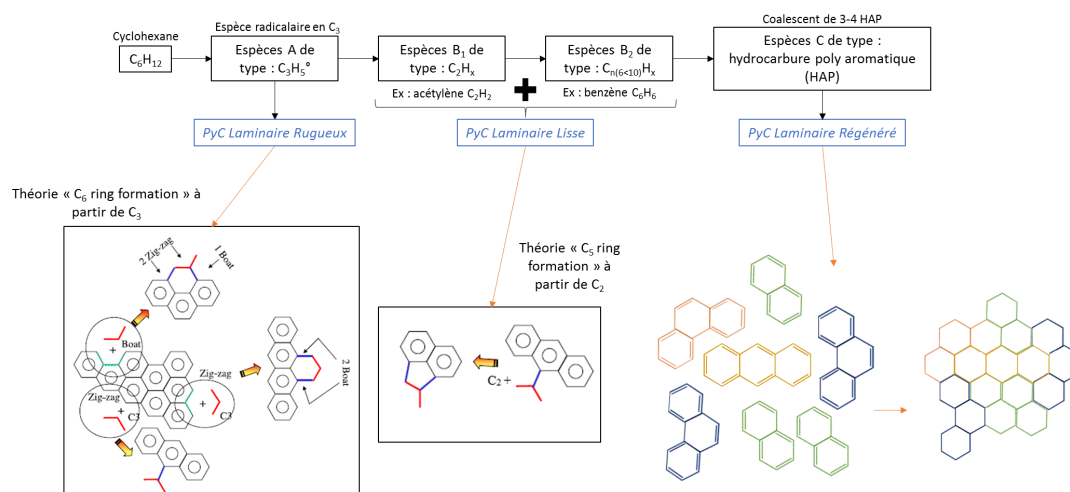 Cyclohexane
C₆H₁₂
Espèce radicalaire en C₃
Espèces A de
type : C₃H₅°
Espèces B₁ de
type : C₂Hₓ
Ex : acétylène C₂H₂
+
Espèces B₂ de
type : Cₙ₍₆<₁₀₎Hₓ
Ex : benzène C₆H₆
Coalescent de 3-4 HAP
Espèces C de type :
hydrocarbure poly aromatique
(HAP)
PyC Laminaire Rugueux
PyC Laminaire Lisse
PyC Laminaire Régénéré
Théorie « C₆ ring formation » à
partir de C₃
2 Zig-zag
1 Boat
+
Boat
Zig-zag
+
C3
Zig-zag
+
C3
2 Boat
Théorie « C₅ ring
formation » à
partir de C₂
C₂ +